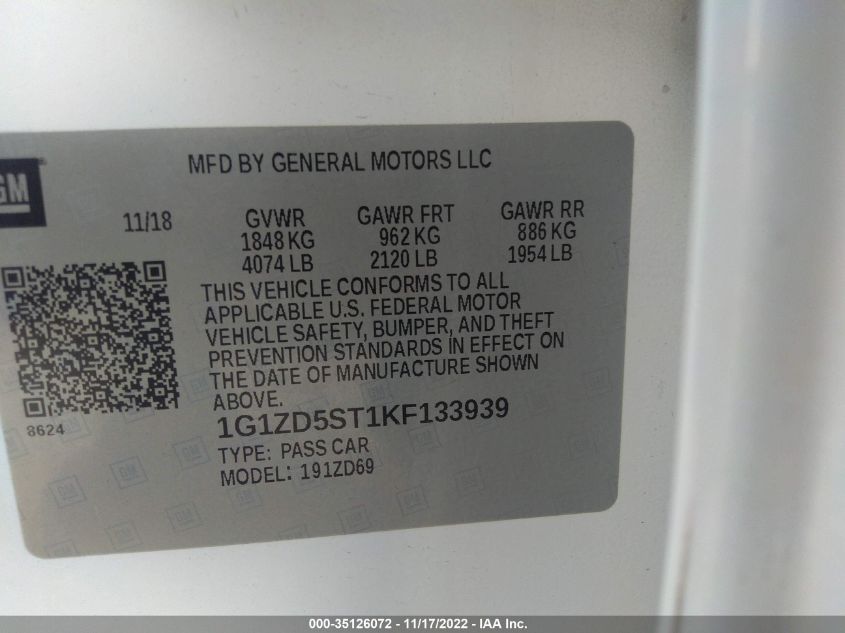 MFD BY GENERAL MOTORS LLC
GM
11/18 GVWR GAWR FRT GAWR RR
1848 KG 962 KG 886 KG
4074 LB 2120 LB 1954 LB
THIS VEHICLE CONFORMS TO ALL
APPLICABLE U.S. FEDERAL MOTOR
VEHICLE SAFETY, BUMPER, AND THEFT
PREVENTION STANDARDS IN EFFECT ON
THE DATE OF MANUFACTURE SHOWN
ABOVE.
8624
1G1ZD5ST1KF133939
TYPE: PASS CAR
MODEL: 191ZD69
000-35126072 - 11/17/2022 - IAA Inc.